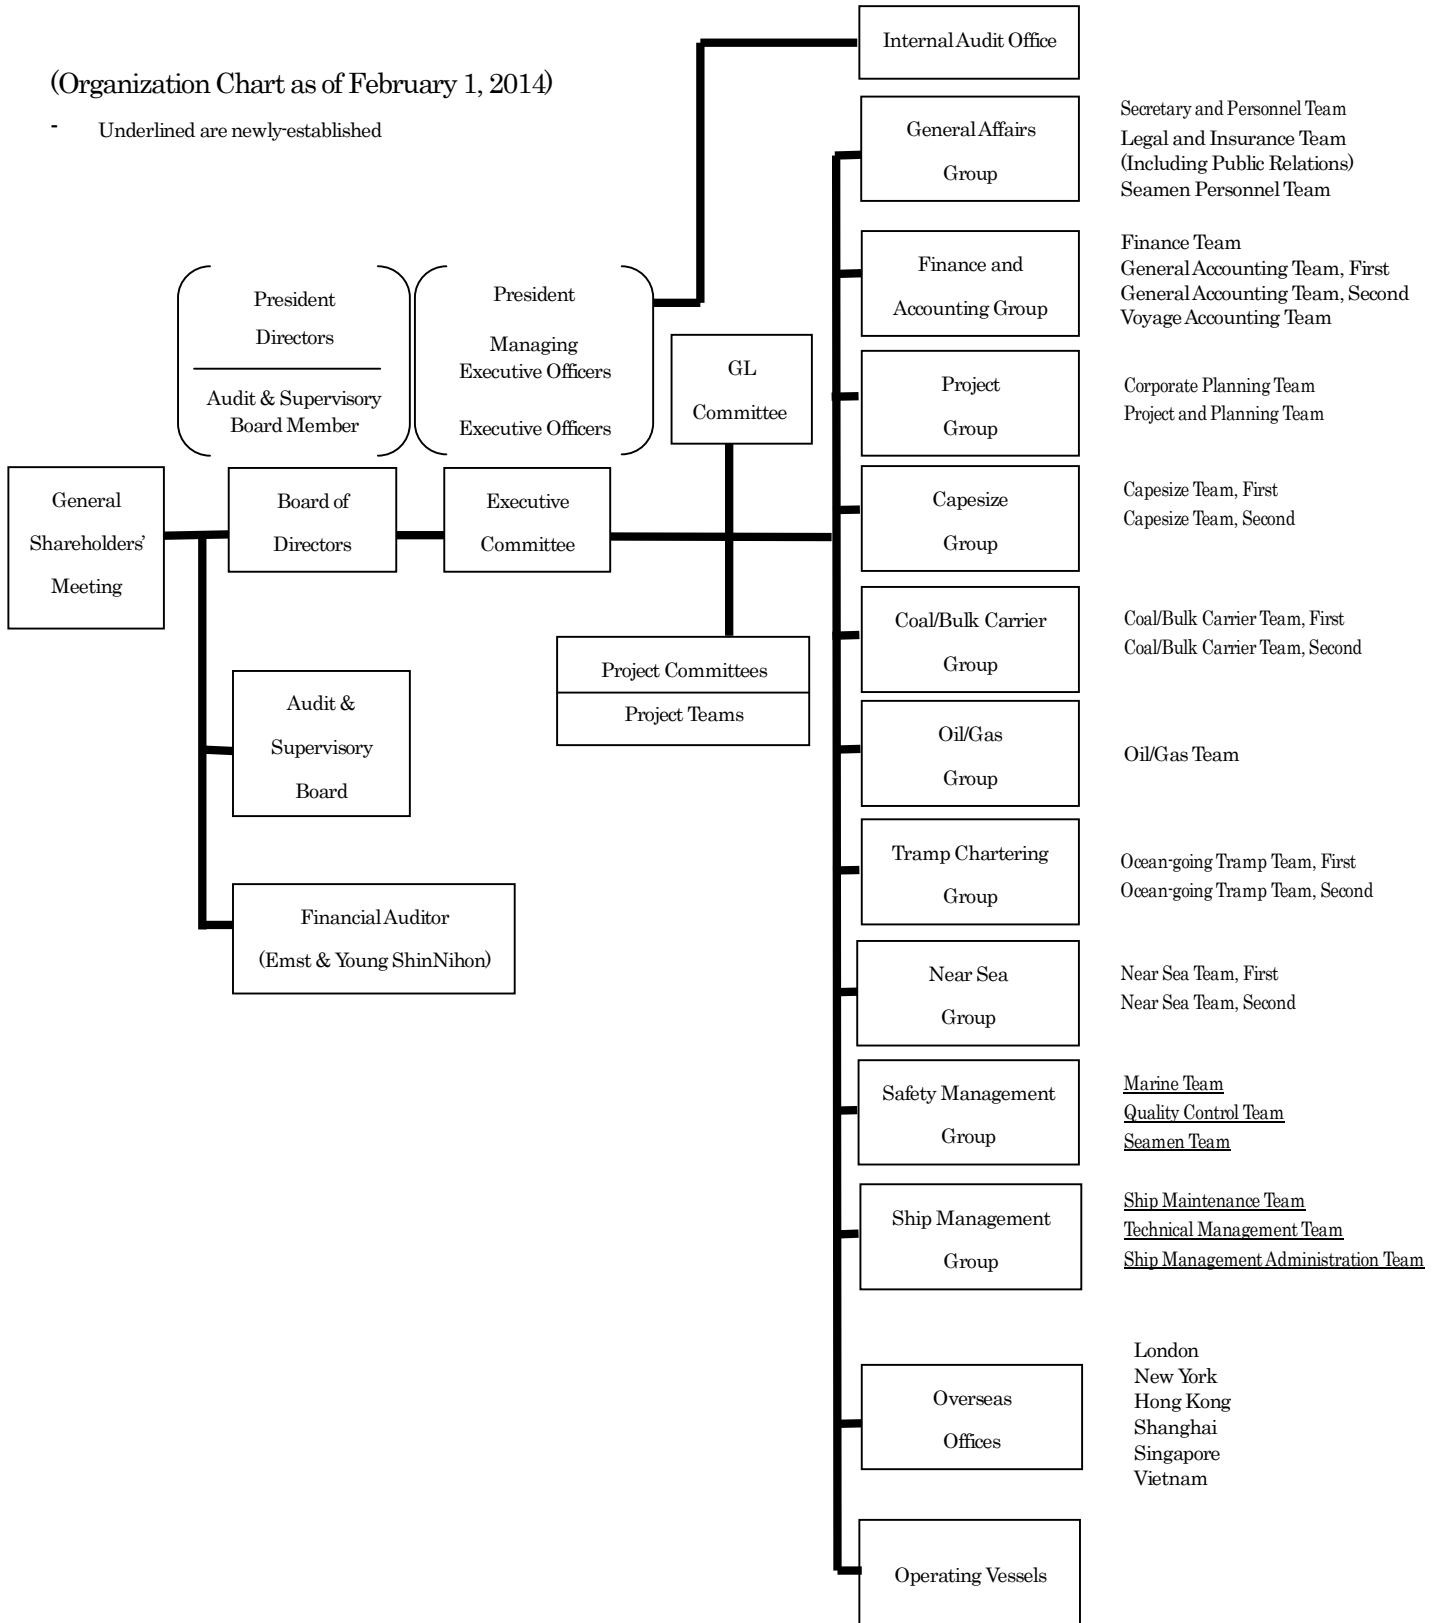 (Organization Chart as of February 1, 2014)
- Underlined are newly-established
Internal Audit Office
General Affairs
Group
Secretary and Personnel Team
Legal and Insurance Team
(Including Public Relations)
Seamen Personnel Team
Finance and
Accounting Group
Finance Team
General Accounting Team, First
General Accounting Team, Second
Voyage Accounting Team
President
Directors
Audit & Supervisory
Board Member
President
Managing
Executive Officers
Executive Officers
GL
Committee
Project
Group
Corporate Planning Team
Project and Planning Team
General
Shareholders'
Meeting
Board of
Directors
Executive
Committee
Capesize
Group
Capesize Team, First
Capesize Team, Second
Project Committees
Project Teams
Coal/Bulk Carrier
Group
Coal/Bulk Carrier Team, First
Coal/Bulk Carrier Team, Second
Audit &
Supervisory
Board
Oil/Gas
Group
Oil/Gas Team
Financial Auditor
(Emst & Young ShinNihon)
Tramp Chartering
Group
Ocean-going Tramp Team, First
Ocean-going Tramp Team, Second
Near Sea
Group
Near Sea Team, First
Near Sea Team, Second
Safety Management
Group
Marine Team
Quality Control Team
Seamen Team
Ship Management
Group
Ship Maintenance Team
Technical Management Team
Ship Management Administration Team
Overseas
Offices
London
New York
Hong Kong
Shanghai
Singapore
Vietnam
Operating Vessels